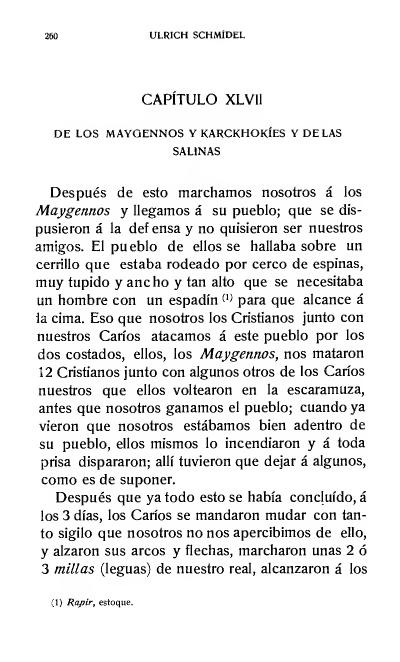 260 ULRICH SCHMÍDEL
CAPÍTULO XLVII
DE LOS MAYGENNOS Y KARCKHOKÍES Y DE LAS
SALINAS
Después de esto marchamos nosotros á los
Maygennos y llegamos á su pueblo; que se dis-
pusieron á la defensa y no quisieron ser nuestros
amigos. El pueblo de ellos se hallaba sobre un
cerrillo que estaba rodeado por cerco de espinas,
muy tupido y ancho y tan alto que se necesitaba
un hombre con un espadín (1) para que alcance á
la cima. Eso que nosotros los Cristianos junto con
nuestros Caríos atacamos á este pueblo por los
dos costados, ellos, los Maygennos, nos mataron
12 Cristianos junto con algunos otros de los Caríos
nuestros que ellos voltearon en la escaramuza,
antes que nosotros ganamos el pueblo; cuando ya
vieron que nosotros estábamos bien adentro de
su pueblo, ellos mismos lo incendiaron y á toda
prisa dispararon; allí tuvieron que dejar á algunos,
como es de suponer.
Después que ya todo esto se había concluído, á
los 3 días, los Caríos se mandaron mudar con tan-
to sigilo que nosotros no nos apercibimos de ello,
y alzaron sus arcos y flechas, marcharon unas 2 ó
3 millas (leguas) de nuestro real, alcanzaron á los
(1) Rapir, estoque.